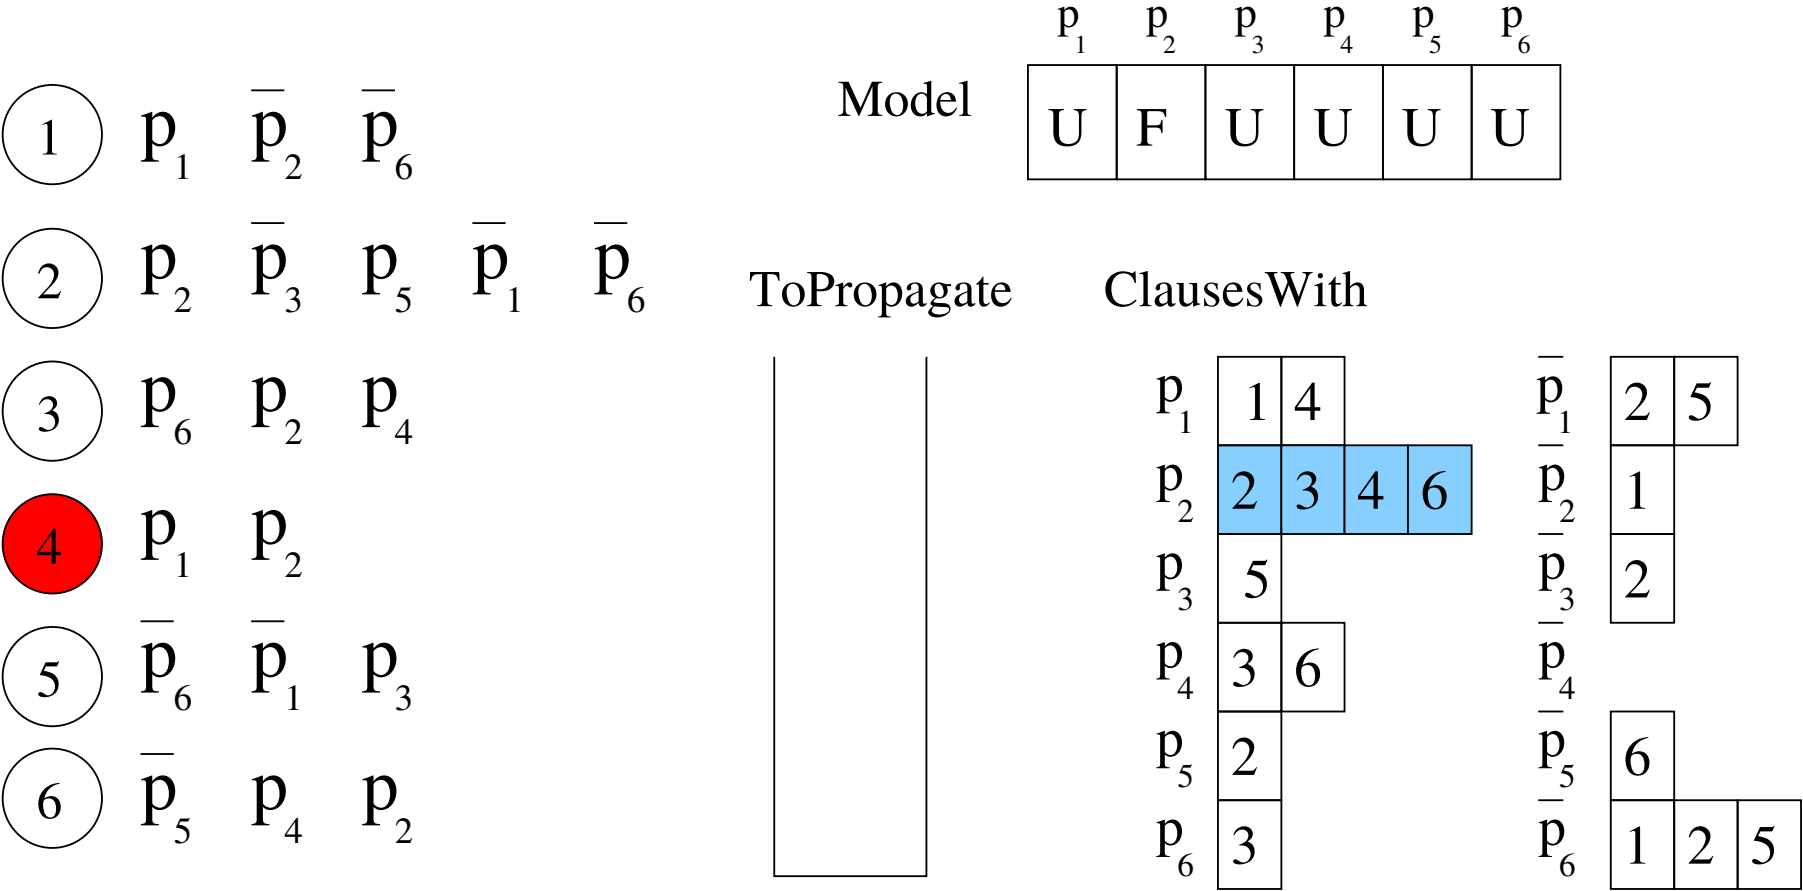 p1 p2 p3 p4 p5 p6
Model U F U U U U
1 p1 p̅2 p̅6
2 p2 p̅3 p5 p̅1 p̅6
3 p6 p2 p4
4 p1 p2
5 p̅6 p̅1 p3
6 p̅5 p4 p2
ToPropagate
ClausesWith
p1 1 4
p2 2 3 4 6
p3 5
p4 3 6
p5 2
p6 3
p̅1 2 5
p̅2 1
p̅3 2
p̅4
p̅5 6
p̅6 1 2 5